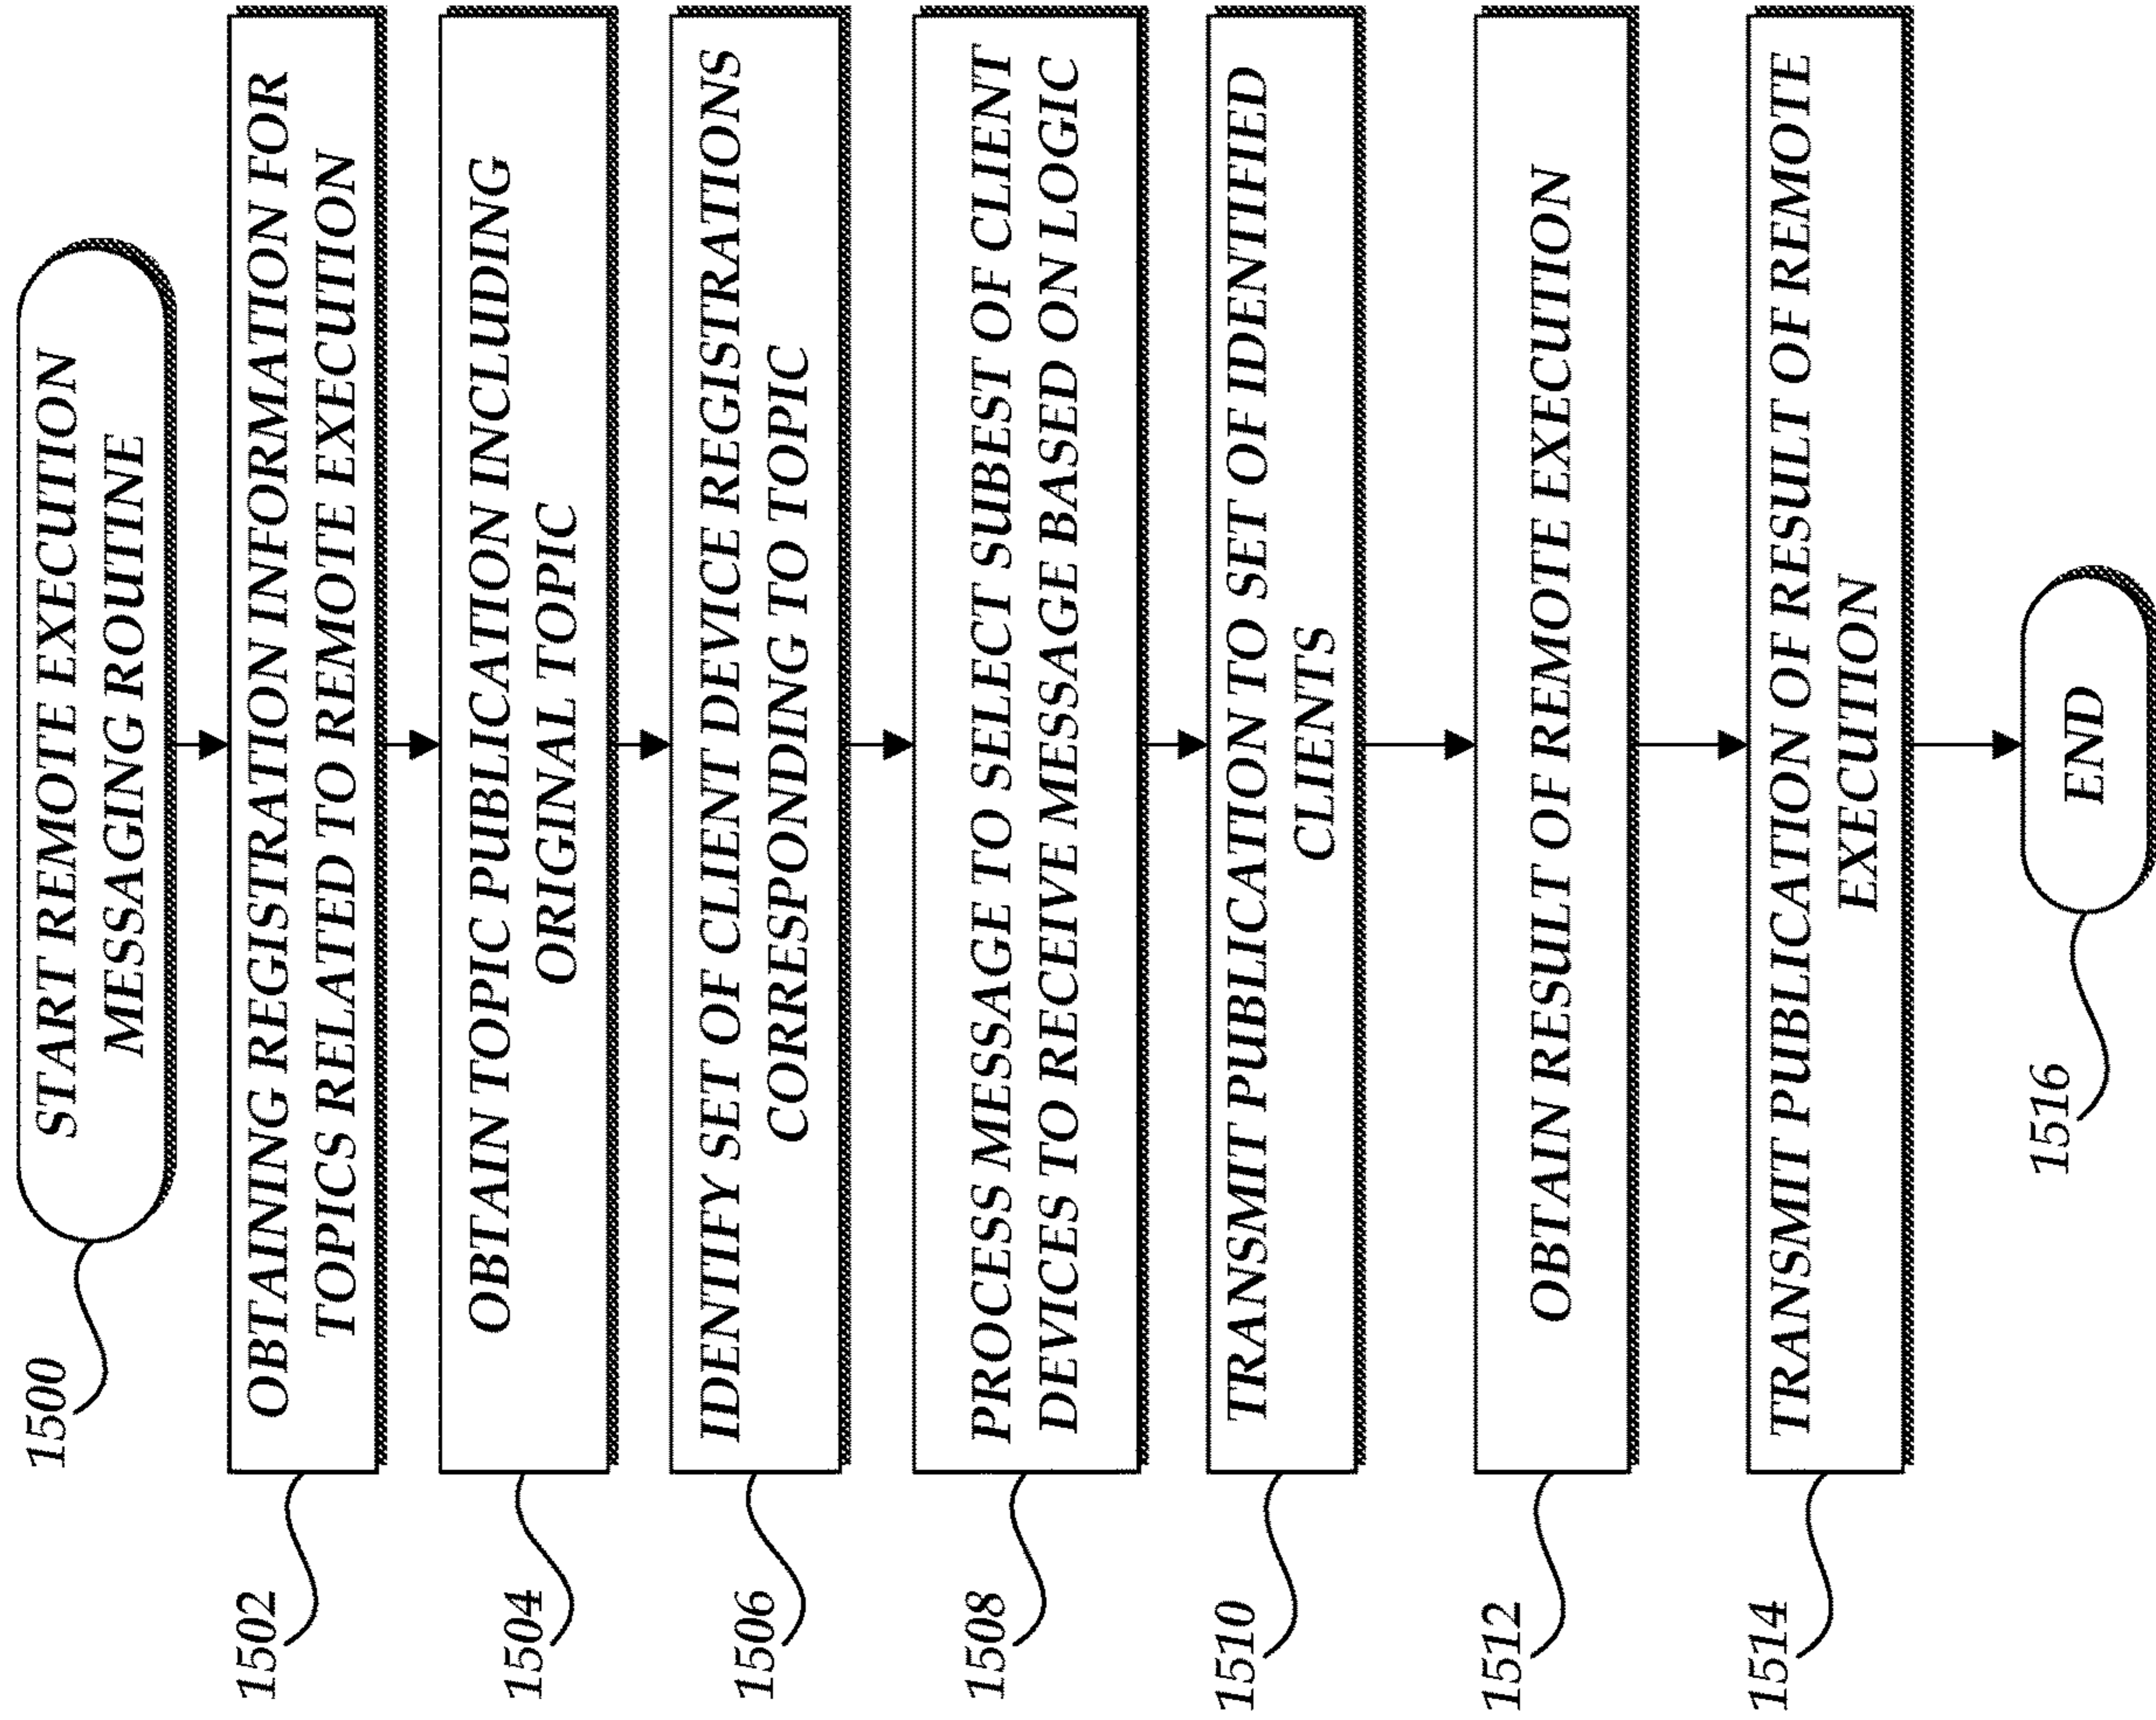 1500
START REMOTE EXECUTION
MESSAGING ROUTINE
1502
OBTAINING REGISTRATION INFORMATION FOR
TOPICS RELATED TO REMOTE EXECUTION
1504
OBTAIN TOPIC PUBLICATION INCLUDING
ORIGINAL TOPIC
1506
IDENTIFY SET OF CLIENT DEVICE REGISTRATIONS
CORRESPONDING TO TOPIC
1508
PROCESS MESSAGE TO SELECT SUBEST OF CLIENT
DEVICES TO RECEIVE MESSAGE BASED ON LOGIC
1510
TRANSMIT PUBLICATION TO SET OF IDENTIFIED
CLIENTS
1512
OBTAIN RESULT OF REMOTE EXECUTION
1514
TRANSMIT PUBLICATION OF RESULT OF REMOTE
EXECUTION
1516
END